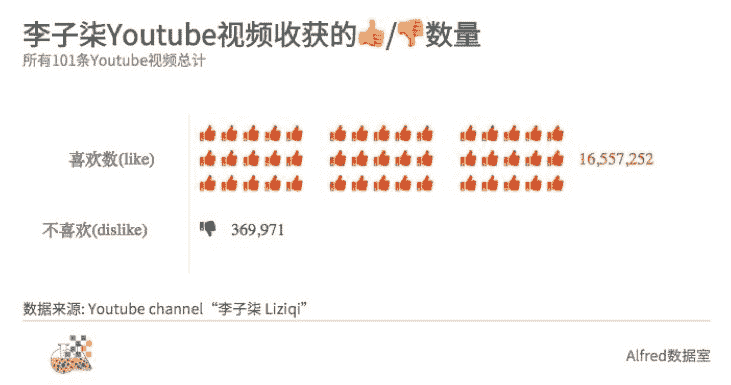 李子柒Youtube视频收获的👍/👎数量
所有101条Youtube视频总计
喜欢数(like)
16,557,252
不喜欢(dislike)
369,971
数据来源: Youtube channel“李子柒 Liziqi”
Alfred数据室